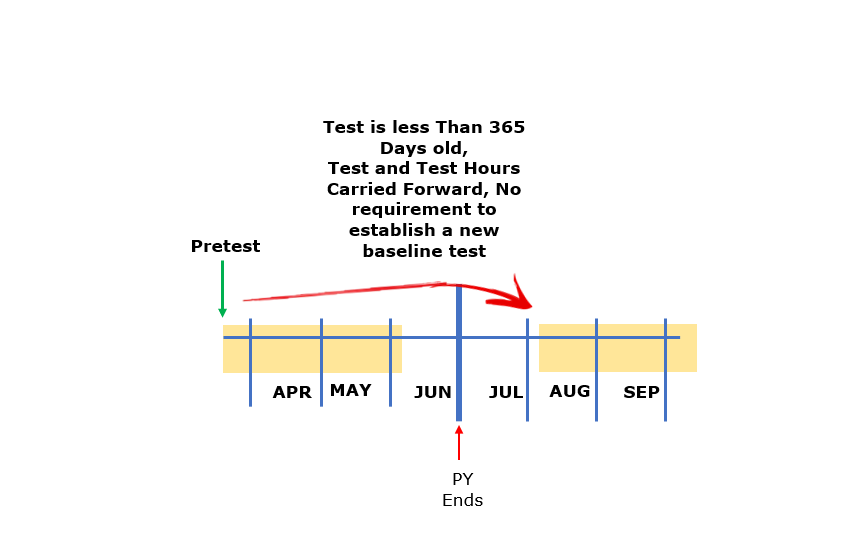 Test is less Than 365
Days old,
Test and Test Hours
Carried Forward, No
requirement to
establish a new
baseline test
Pretest
APR MAY JUN JUL AUG SEP
PY
Ends